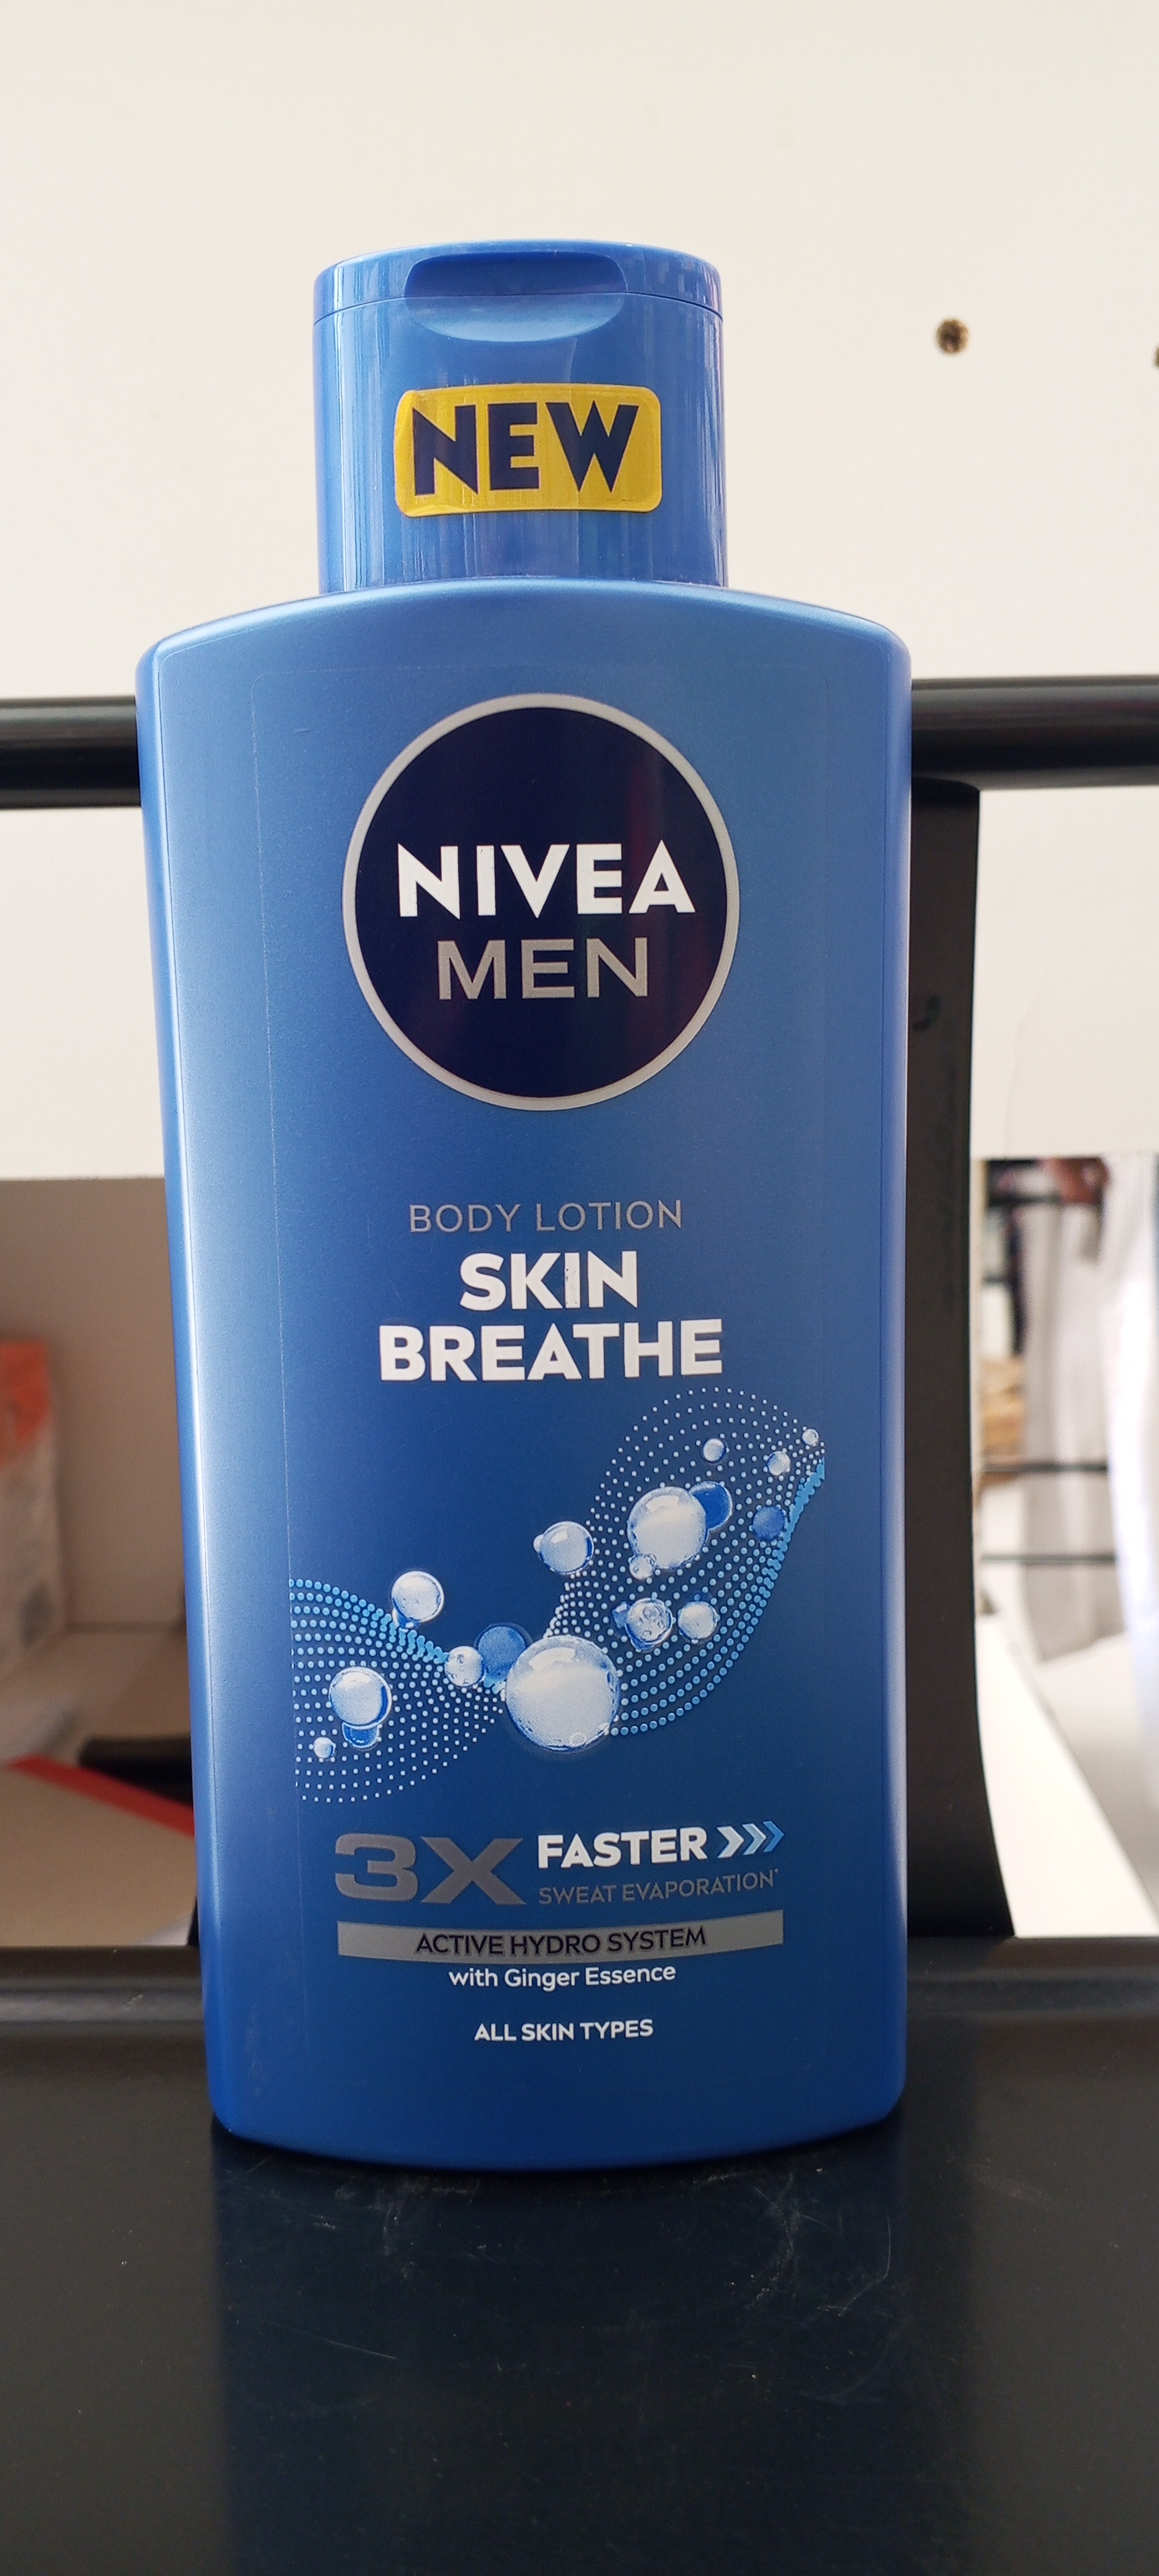 NEW
NIVEA
MEN
BODY LOTION
SKIN
BREATHE
3X FASTER
SWEAT EVAPORATION*
ACTIVE HYDRO SYSTEM
with Ginger Essence
ALL SKIN TYPES